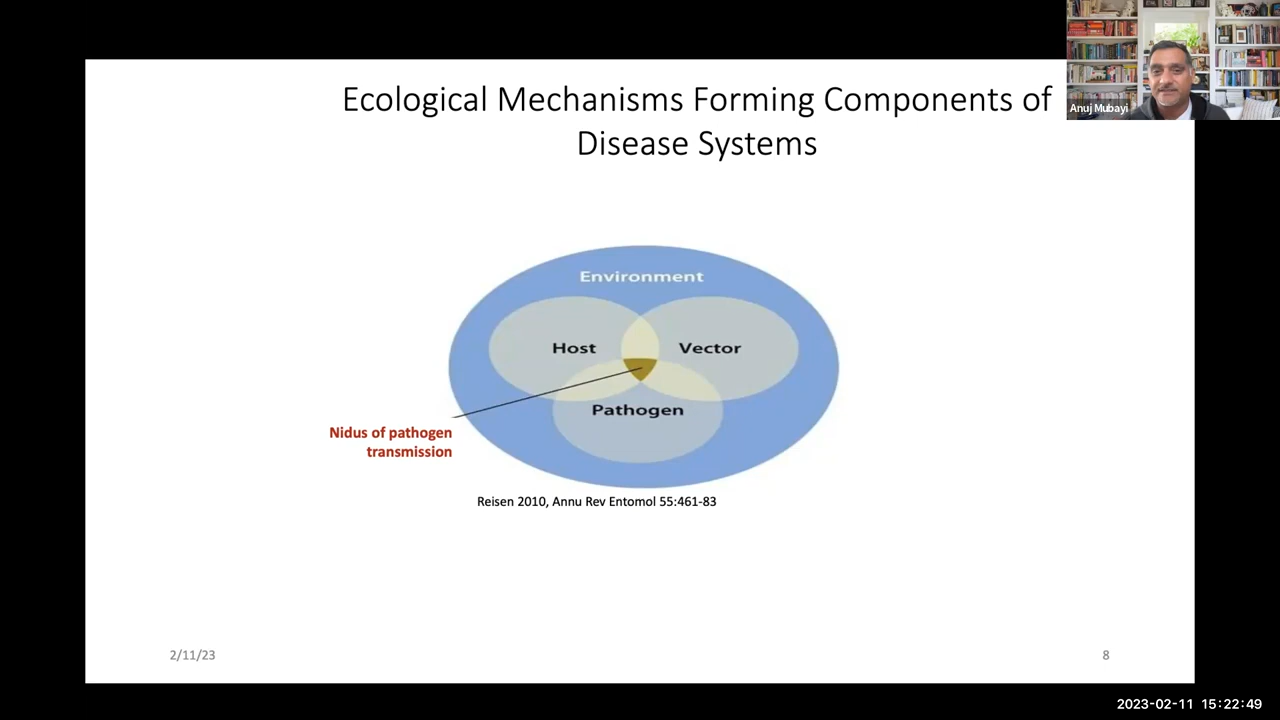 Ecological Mechanisms Forming Components of
Disease Systems
Anuj Mubayi
Environment
Host
Vector
Pathogen
Nidus of pathogen
transmission
Reisen 2010, Annu Rev Entomol 55:461-83
2/11/23
8
2023-02-11 15:22:49